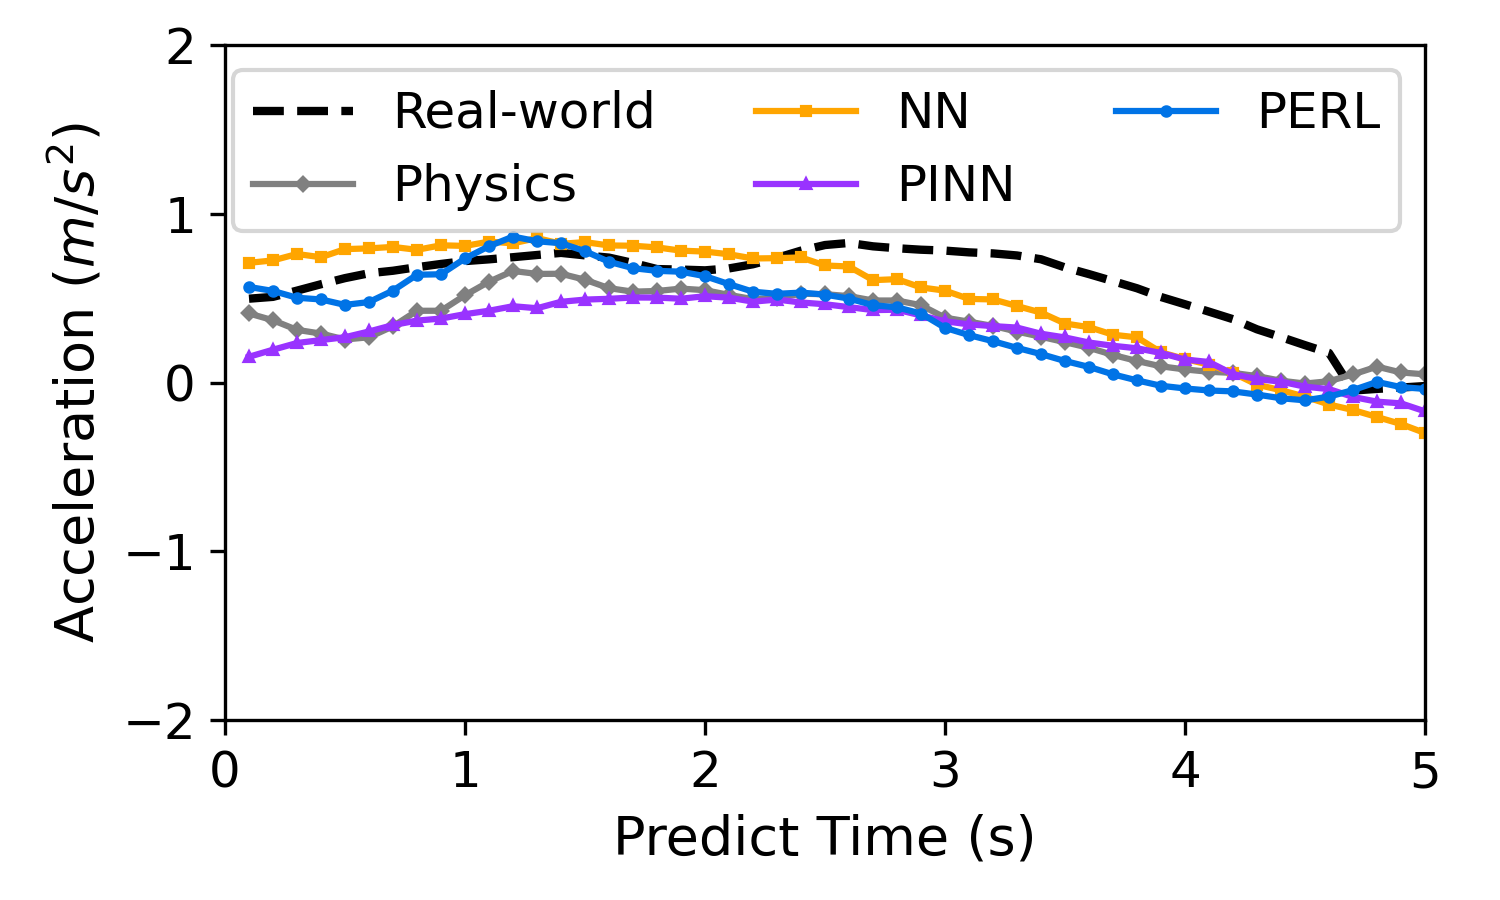 2
Real-world
NN
PERL
Physics
PINN
1
0
−1
−2
Acceleration (m/s²)
0 1 2 3 4 5
Predict Time (s)